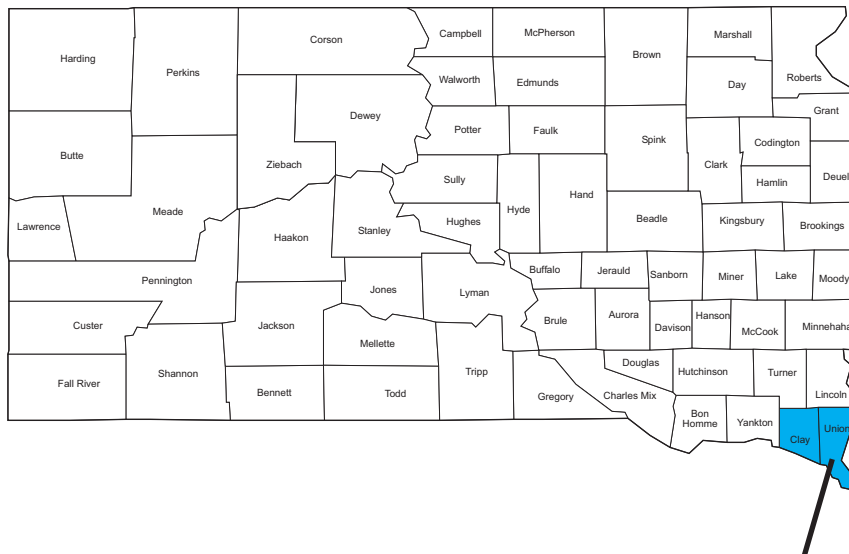 Harding
Perkins
Corson
Campbell
McPherson
Brown
Marshall
Roberts
Walworth
Edmunds
Day
Dewey
Grant
Potter
Faulk
Spink
Codington
Butte
Ziebach
Clark
Deuel
Sully
Hamlin
Hand
Meade
Hyde
Beadle
Kingsbury
Lawrence
Hughes
Brookings
Haakon
Stanley
Buffalo
Jerauld
Sanborn
Miner
Lake
Moody
Pennington
Jones
Lyman
Custer
Jackson
Brule
Aurora
Davison
Hanson
McCook
Minnehaha
Mellette
Shannon
Tripp
Douglas
Hutchinson
Turner
Fall River
Bennett
Todd
Gregory
Charles Mix
Lincoln
Bon
Homme
Yankton
Clay
Union